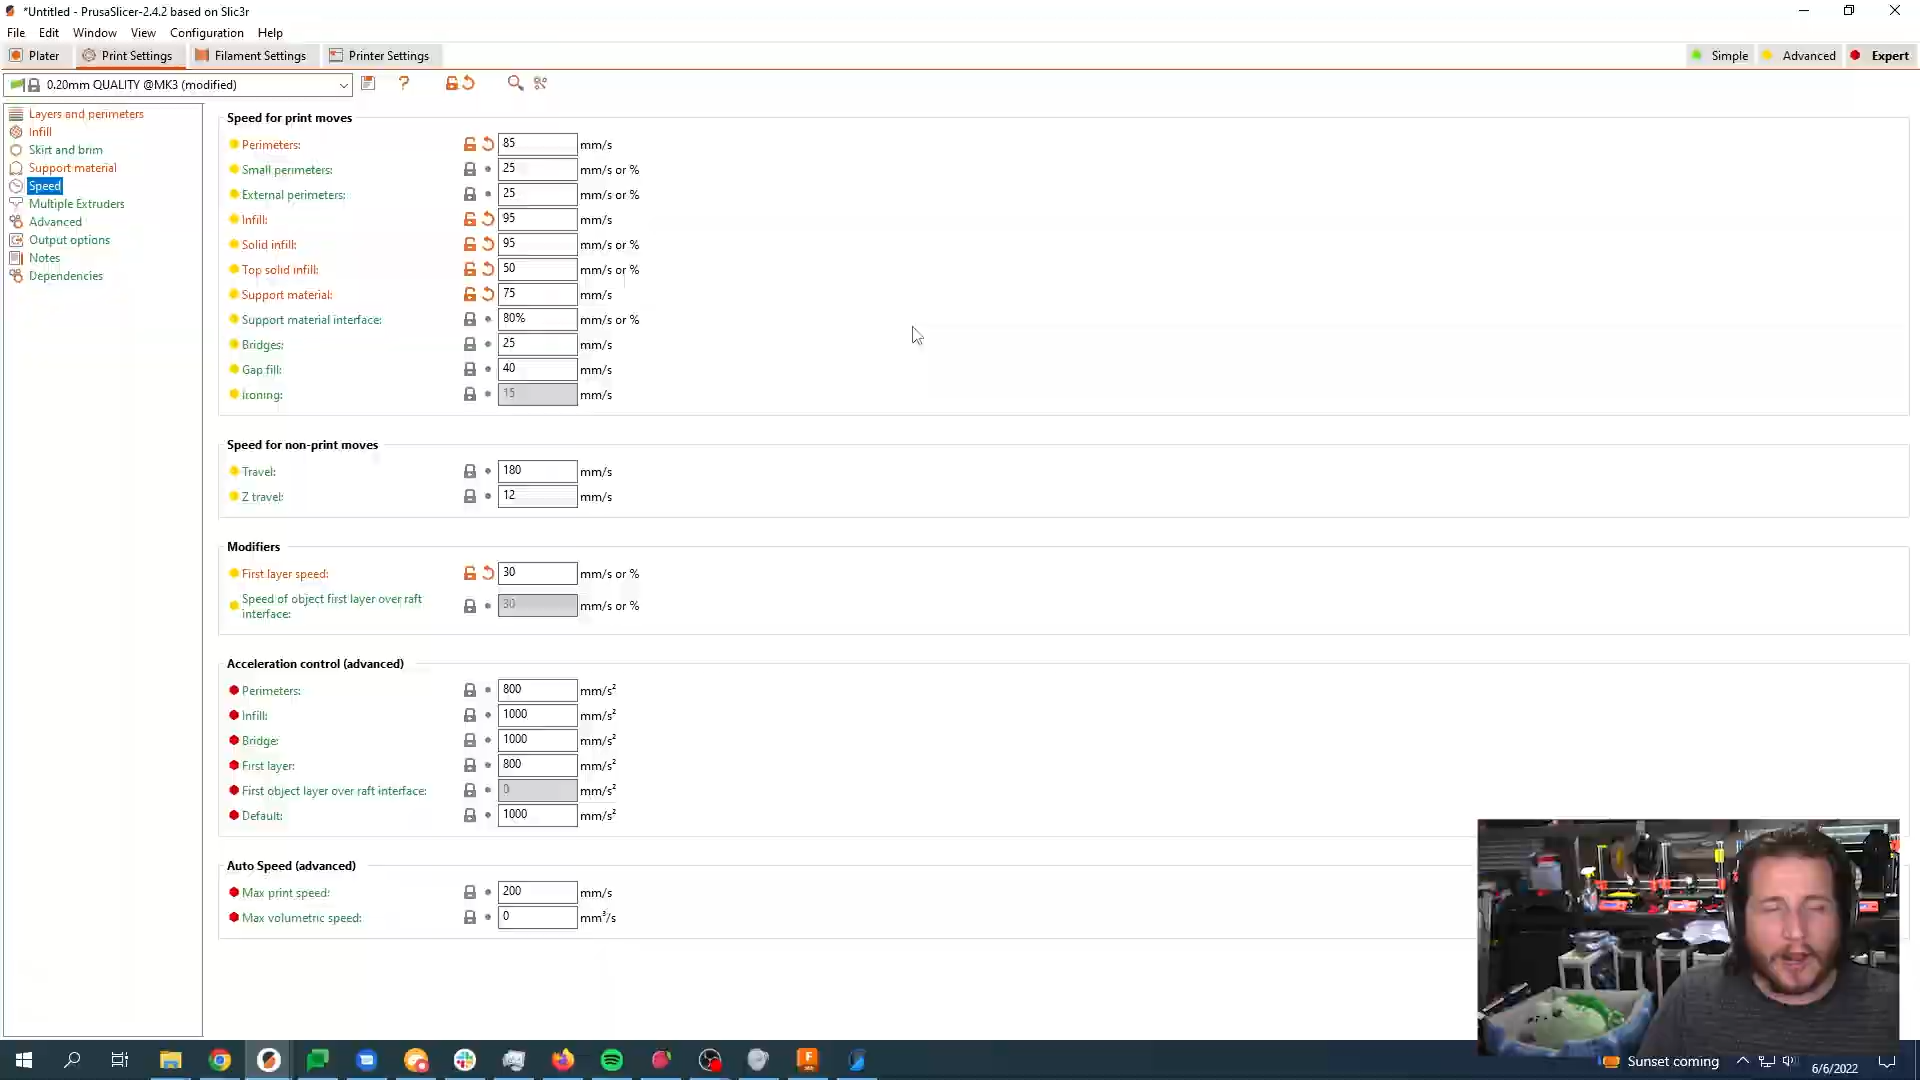 *Untitled - PrusaSlicer-2.4.2 based on Slic3r
File Edit Window View Configuration Help
Plater Print Settings Filament Settings Printer Settings Simple Advanced Expert
0.20mm QUALITY @MK3 (modified)
Layers and perimeters
Infill
Skirt and brim
Support material
Speed
Multiple Extruders
Advanced
Output options
Notes
Dependencies
Speed for print moves
Perimeters: 85 mm/s
Small perimeters: 25 mm/s or %
External perimeters: 25 mm/s or %
Infill: 95 mm/s
Solid infill: 95 mm/s or %
Top solid infill: 50 mm/s or %
Support material: 75 mm/s
Support material interface: 80% mm/s or %
Bridges: 25 mm/s
Gap fill: 40 mm/s
Ironing: 15 mm/s
Speed for non-print moves
Travel: 180 mm/s
Z travel: 12 mm/s
Modifiers
First layer speed: 30 mm/s or %
Speed of object first layer over raft
interface: 30 mm/s or %
Acceleration control (advanced)
Perimeters: 800 mm/s²
Infill: 1000 mm/s²
Bridge: 1000 mm/s²
First layer: 800 mm/s²
First object layer over raft interface: 0 mm/s²
Default: 1000 mm/s²
Auto Speed (advanced)
Max print speed: 200 mm/s
Max volumetric speed: 0 mm³/s
Sunset coming
6/6/2022